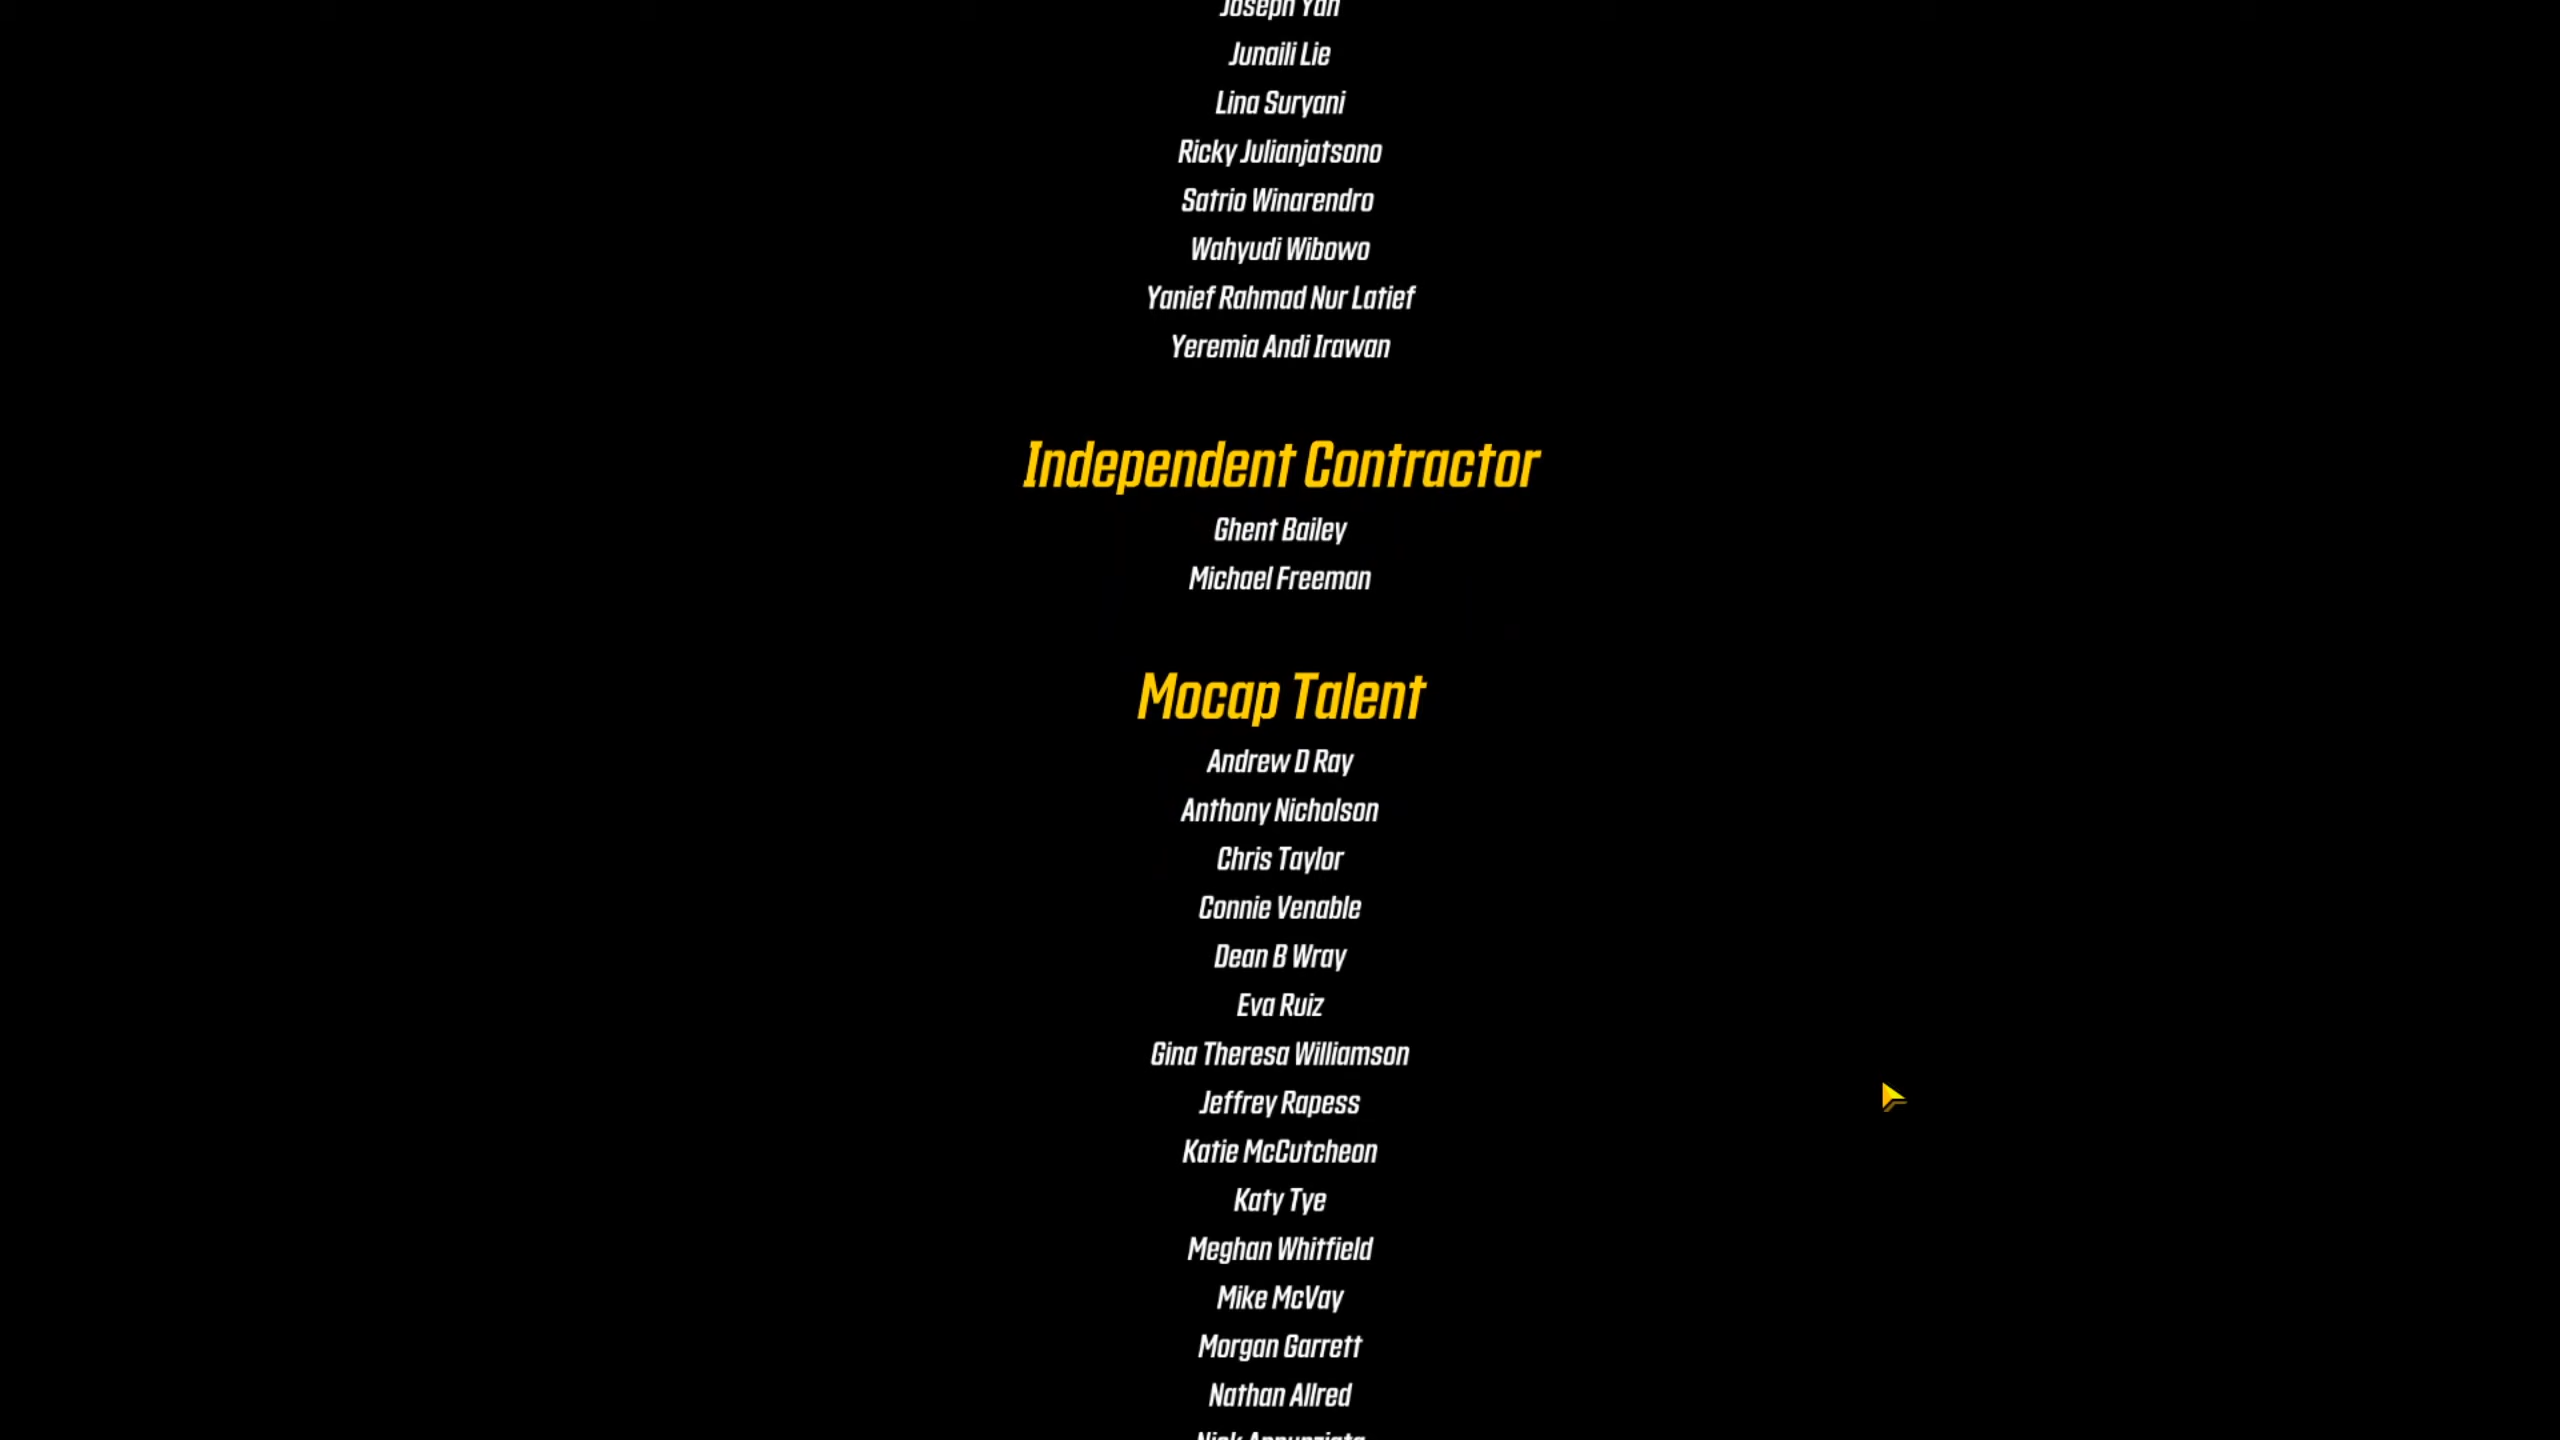 Joseph Yan
Junaili Lie
Lina Suryani
Ricky Julianjatsono
Satrio Winarendro
Wahyudi Wibowo
Yanief Rahmad Nur Latief
Yeremia Andi Irawan
Independent Contractor
Ghent Bailey
Michael Freeman
Mocap Talent
Andrew D Ray
Anthony Nicholson
Chris Taylor
Connie Venable
Dean B Wray
Eva Ruiz
Gina Theresa Williamson
Jeffrey Rapess
Katie McCutcheon
Katy Tye
Meghan Whitfield
Mike McVay
Morgan Garrett
Nathan Allred